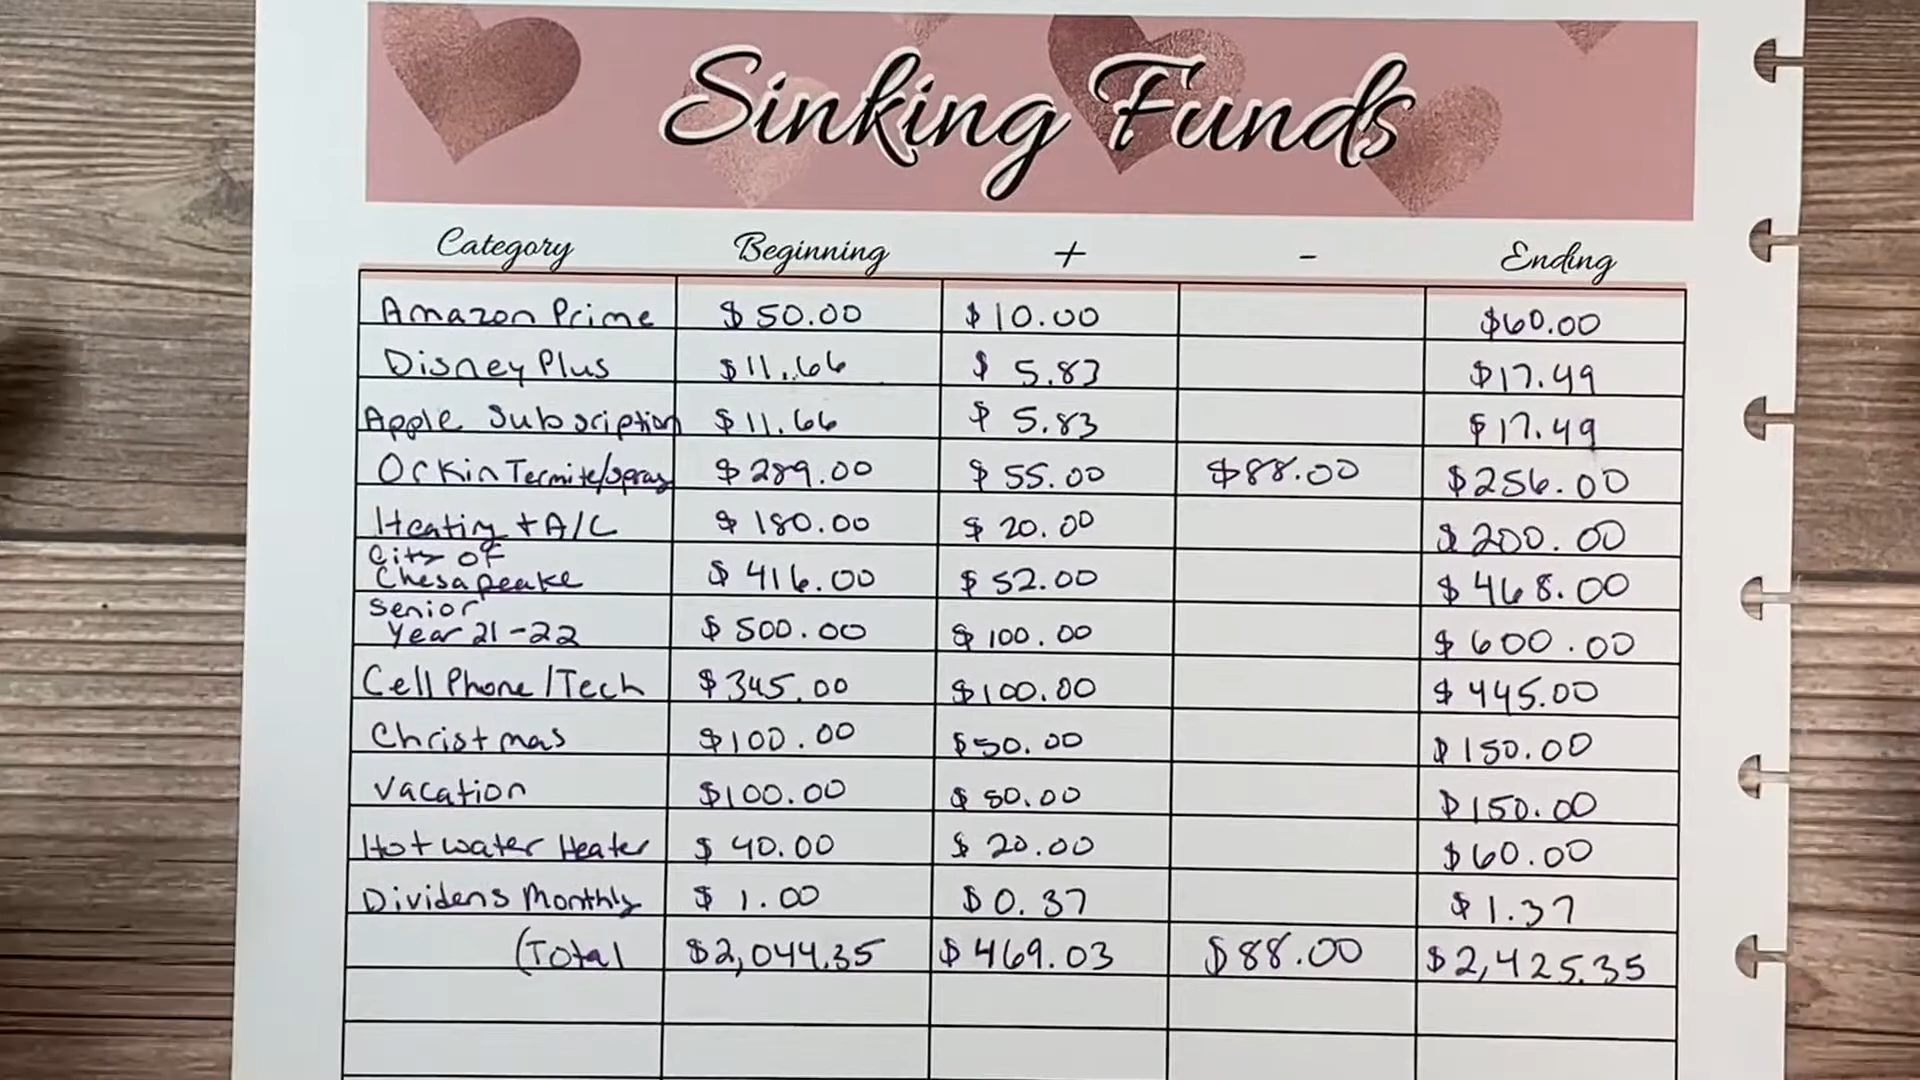 Sinking Funds
Category Beginning + - Ending
Amazon Prime $50.00 $10.00 $60.00
Disney Plus $11.66 $5.83 $17.49
Apple Subscription $11.66 $5.83 $17.49
Orkin Termite/Spray $289.00 $55.00 $88.00 $256.00
Heating + A/C $180.00 $20.00 $200.00
City of
Chesapeake $416.00 $52.00 $468.00
Senior
Year 21-22 $500.00 $100.00 $600.00
Cell Phone/Tech $345.00 $100.00 $445.00
Christmas $100.00 $50.00 $150.00
Vacation $100.00 $50.00 $150.00
Hot water Heater $40.00 $20.00 $60.00
Dividens Monthly $1.00 $0.37 $1.37
(Total $2,044.35 $469.03 $88.00 $2,425.35